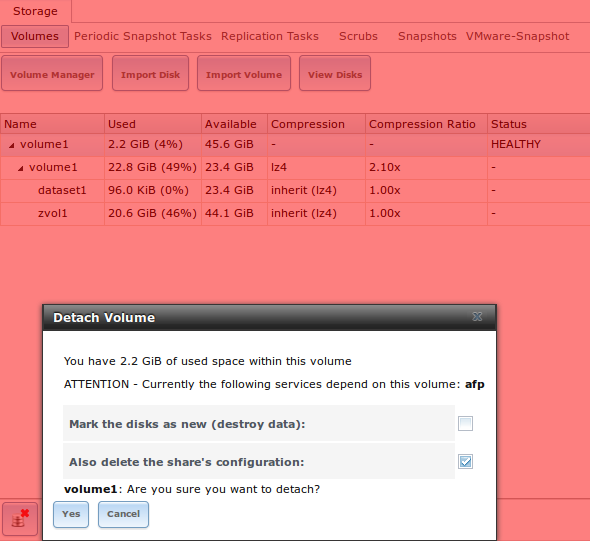 Storage
Volumes Periodic Snapshot Tasks Replication Tasks Scrubs Snapshots VMware-Snapshot
Volume Manager Import Disk Import Volume View Disks
Name Used Available Compression Compression Ratio Status
volume1 2.2 GiB (4%) 45.6 GiB - - HEALTHY
volume1 22.8 GiB (49%) 23.4 GiB lz4 2.10x -
dataset1 96.0 KiB (0%) 23.4 GiB inherit (lz4) 1.00x -
zvol1 20.6 GiB (46%) 44.1 GiB inherit (lz4) 1.00x -
Detach Volume
You have 2.2 GiB of used space within this volume
ATTENTION - Currently the following services depend on this volume: afp
Mark the disks as new (destroy data):
Also delete the share's configuration:
volume1: Are you sure you want to detach?
Yes Cancel